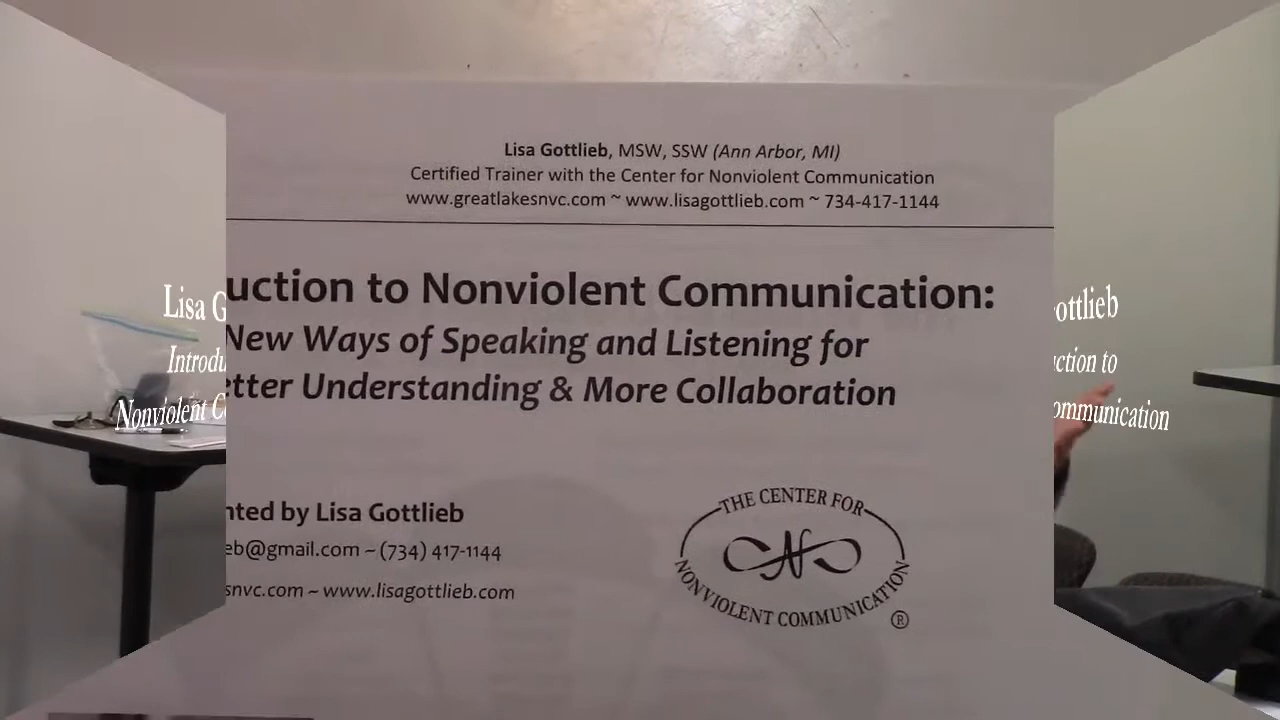 Lisa Gottlieb, MSW, SSW (Ann Arbor, MI)
Certified Trainer with the Center for Nonviolent Communication
www.greatlakesnvc.com ~ www.lisagottlieb.com ~ 734-417-1144
uction to Nonviolent Communication:
New Ways of Speaking and Listening for
etter Understanding & More Collaboration
nted by Lisa Gottlieb
eb@gmail.com ~ (734) 417-1144
snvc.com ~ www.lisagottlieb.com
THE CENTER FOR
N
NONVIOLENT COMMUNICATION
®
Lisa G
Introdu
Nonviolent C
ottlieb
ction to
ommunication